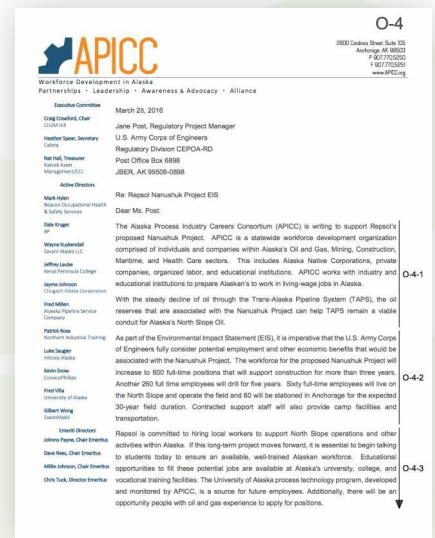 O-4
APICC
2600 Cordova Street, Suite 105
Anchorage, AK 99503
P 907.770.5250
F 907.770.5251
www.APICC.org
Workforce Development in Alaska
Partnerships • Leadership • Awareness & Advocacy • Alliance
Executive Committee
Craig Crawford, Chair
CH2M Hill
Heather Spear, Secretary
Calista
Nat Hall, Treasurer
Kakivik Asset
Management/CCI
Active Directors
Mark Hylen
Beacon Occupational Health
& Safety Services
Dale Kruger
BP
Wayne Kuykendall
Savant Alaska LLC
Jeffrey Laube
Kenai Peninsula College
Jayme Johnson
Chugach Alaska Corporation
Fred Millen
Alyeska Pipeline Service
Company
Patrick Rose
Northern Industrial Training
Luke Saugier
Hilcorp Alaska
Kevin Snow
ConocoPhillips
Fred Villa
University of Alaska
Gilbert Wong
ExxonMobil
Emeriti Directors
Johnny Payne, Chair Emeritus
Dave Rees, Chair Emeritus
Millie Johnson, Chair Emeritus
Chris Tuck, Director Emeritus
March 28, 2016
Jane Post, Regulatory Project Manager
U.S. Army Corps of Engineers
Regulatory Division CEPOA-RD
Post Office Box 6898
JBER, AK 99506-0898
Re: Repsol Nanushuk Project EIS
Dear Ms. Post:
The Alaska Process Industry Careers Consortium (APICC) is writing to support Repsol's
proposed Nanushuk Project. APICC is a statewide workforce development organization
comprised of individuals and companies within Alaska's Oil and Gas, Mining, Construction,
Maritime, and Health Care sectors. This includes Alaska Native Corporations, private
companies, organized labor, and educational institutions. APICC works with industry and
educational institutions to prepare Alaskan's to work in living-wage jobs in Alaska.
O-4-1
With the steady decline of oil through the Trans-Alaska Pipeline System (TAPS), the oil
reserves that are associated with the Nanushuk Project can help TAPS remain a viable
conduit for Alaska's North Slope Oil.
As part of the Environmental Impact Statement (EIS), it is imperative that the U.S. Army Corps
of Engineers fully consider potential employment and other economic benefits that would be
associated with the Nanushuk Project. The workforce for the proposed Nanushuk Project will
increase to 600 full-time positions that will support construction for more than three years.
Another 260 full time employees will drill for five years. Sixty full-time employees will live on
the North Slope and operate the field and 60 will be stationed in Anchorage for the expected
30-year field duration. Contracted support staff will also provide camp facilities and
transportation.
O-4-2
Repsol is committed to hiring local workers to support North Slope operations and other
activities within Alaska. If this long-term project moves forward, it is essential to begin talking
to students today to ensure an available, well-trained Alaskan workforce. Educational
opportunities to fill these potential jobs are available at Alaska's university, college, and
vocational training facilities. The University of Alaska process technology program, developed
and monitored by APICC, is a source for future employees. Additionally, there will be an
opportunity people with oil and gas experience to apply for positions.
O-4-3